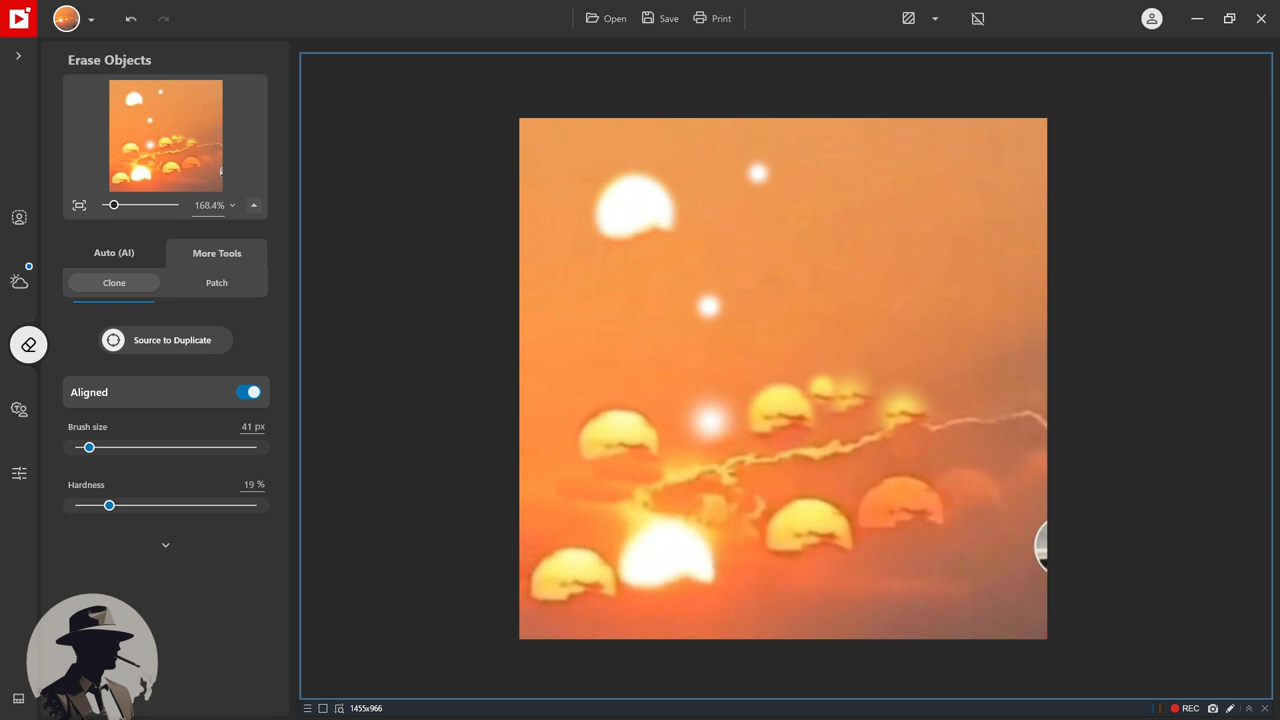 Open Save Print
Erase Objects
168.4%
Auto (AI) More Tools
Clone Patch
Source to Duplicate
Aligned
Brush size 41 px
Hardness 19 %
1455x966 REC